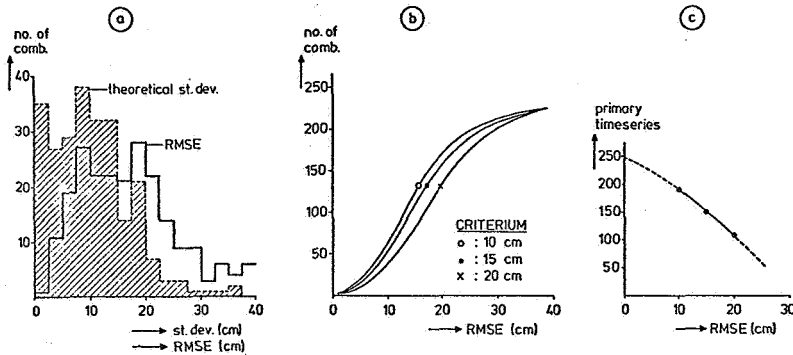 a
no. of
comb.
40
30
20
10
theoretical st. dev.
RMSE
0 10 20 30 40
st. dev. (cm)
RMSE (cm)
b
no. of
comb.
250
200
150
100
50
CRITERIUM
o : 10 cm
• : 15 cm
x : 20 cm
0 20 40
RMSE (cm)
c
primary
timeseries
250
200
150
100
50
0 10 20 30
RMSE (cm)